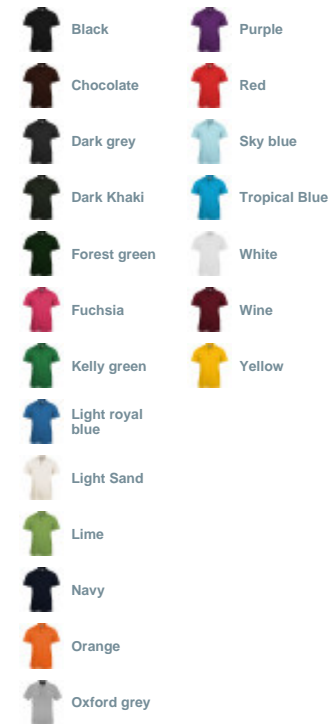 Black
Chocolate
Dark grey
Dark Khaki
Forest green
Fuchsia
Kelly green
Light royal
blue
Light Sand
Lime
Navy
Orange
Oxford grey
Purple
Red
Sky blue
Tropical Blue
White
Wine
Yellow